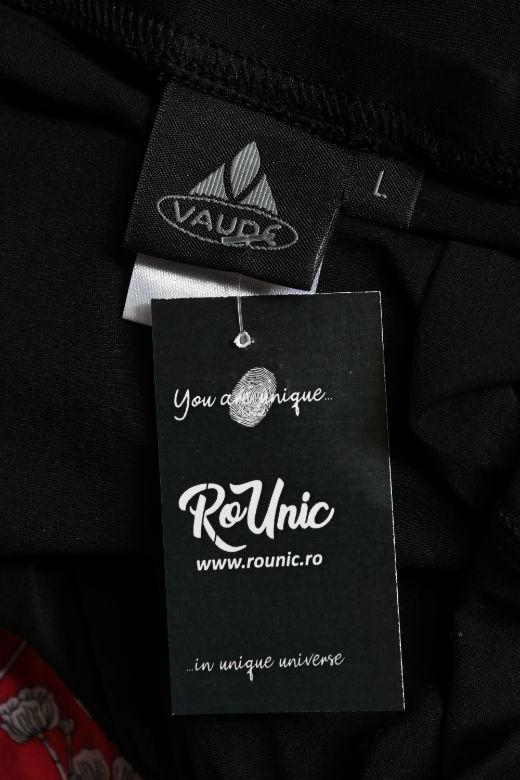 VAUDE
L
You are unique...
RoUnic
www.rounic.ro
...in unique universe